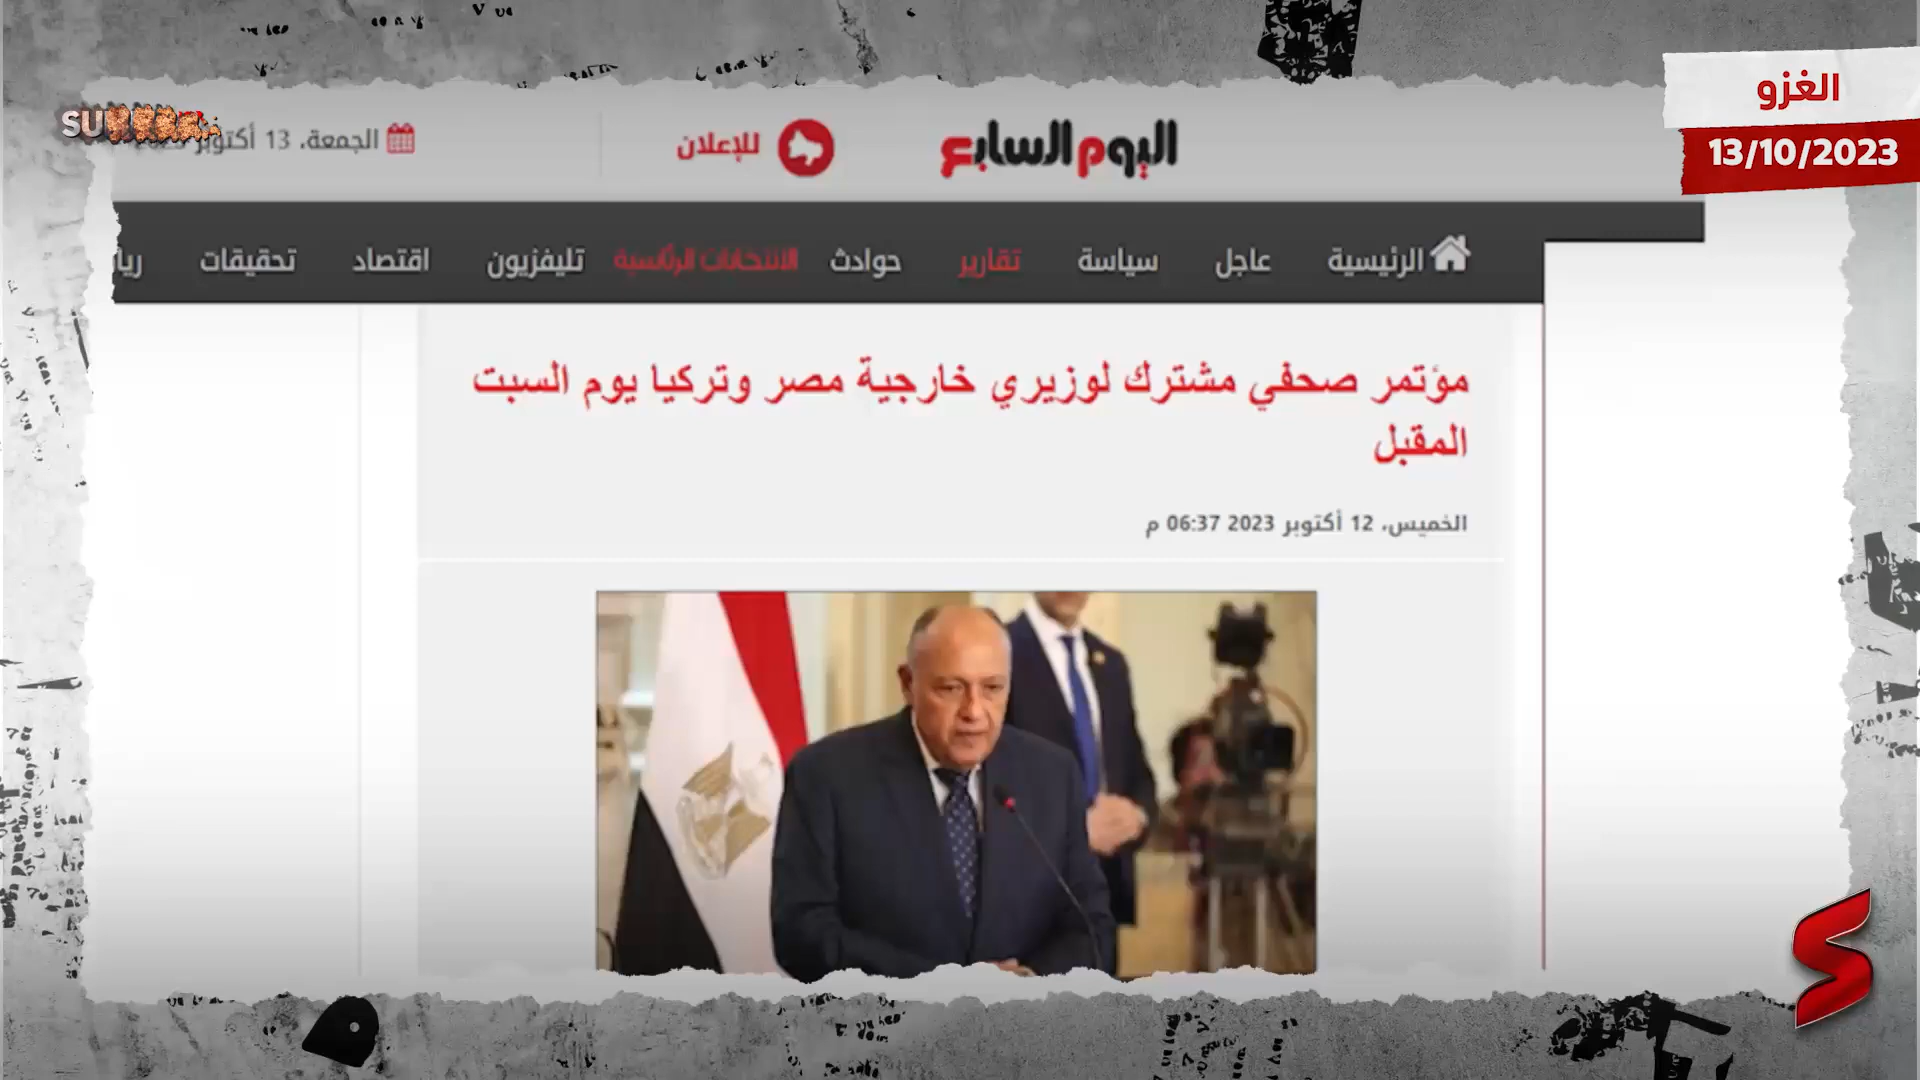 الغزو
13/10/2023
اليوم السابع
للإعلان
الجمعة، 13 أكتوبر
الرئيسية عاجل سياسة تقارير حوادث الانتخابات الرئاسية تليفزيون اقتصاد تحقيقات
مؤتمر صحفي مشترك لوزيري خارجية مصر وتركيا يوم السبت
المقبل
الخميس، 12 أكتوبر 2023 06:37 م